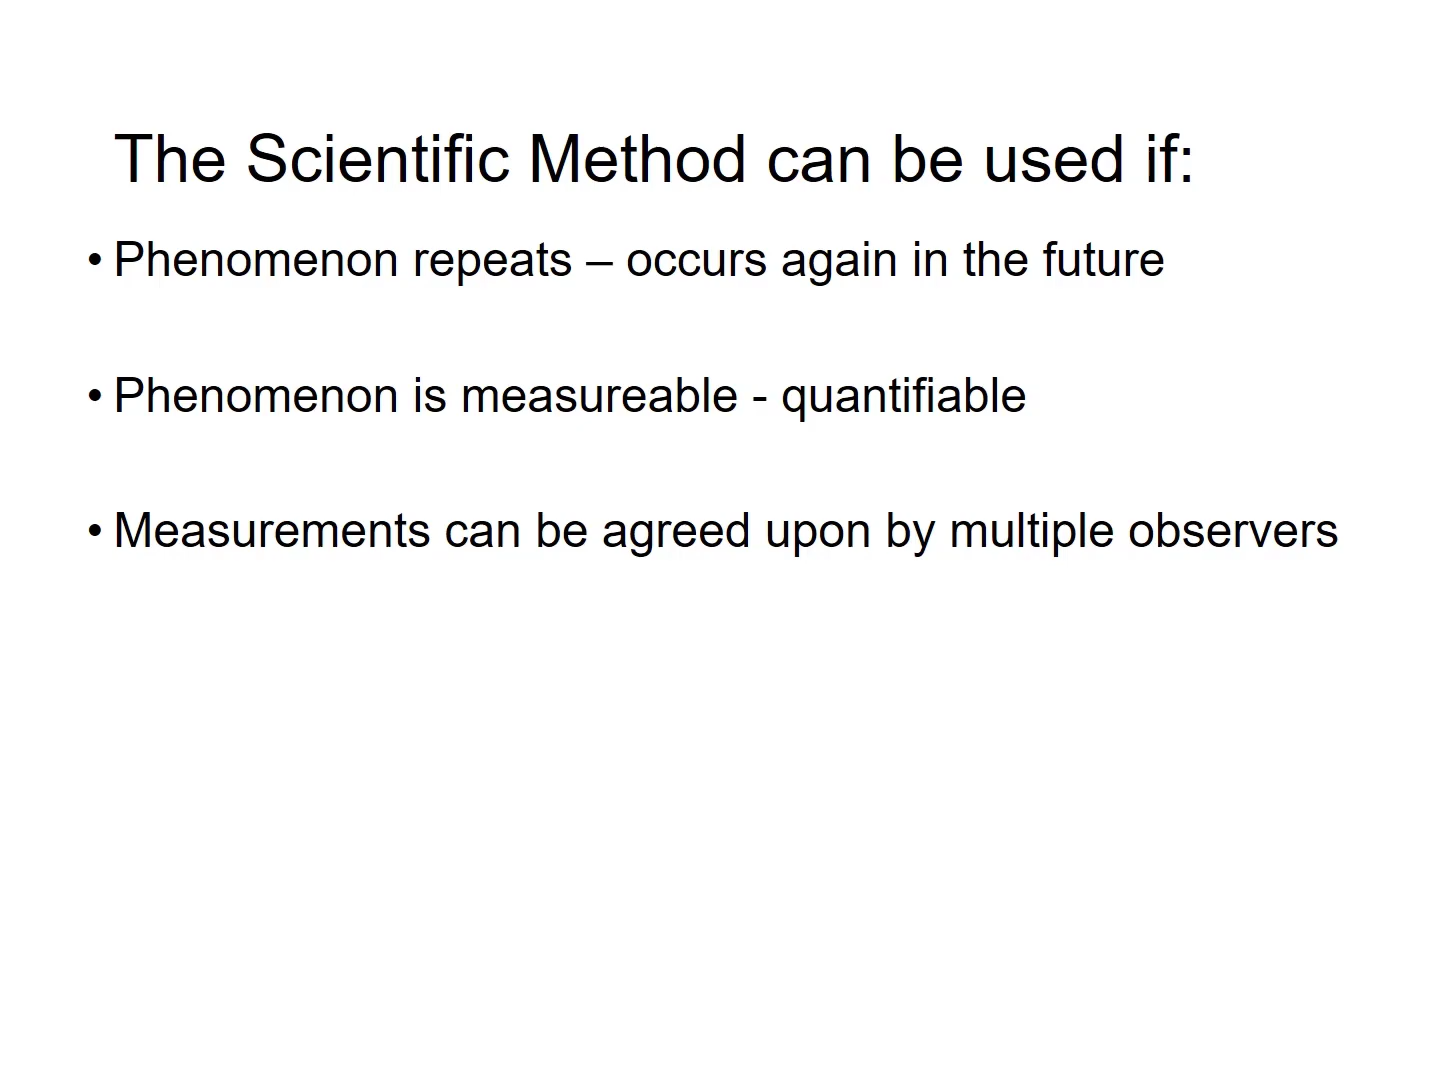 The Scientific Method can be used if:
• Phenomenon repeats – occurs again in the future
• Phenomenon is measureable - quantifiable
• Measurements can be agreed upon by multiple observers